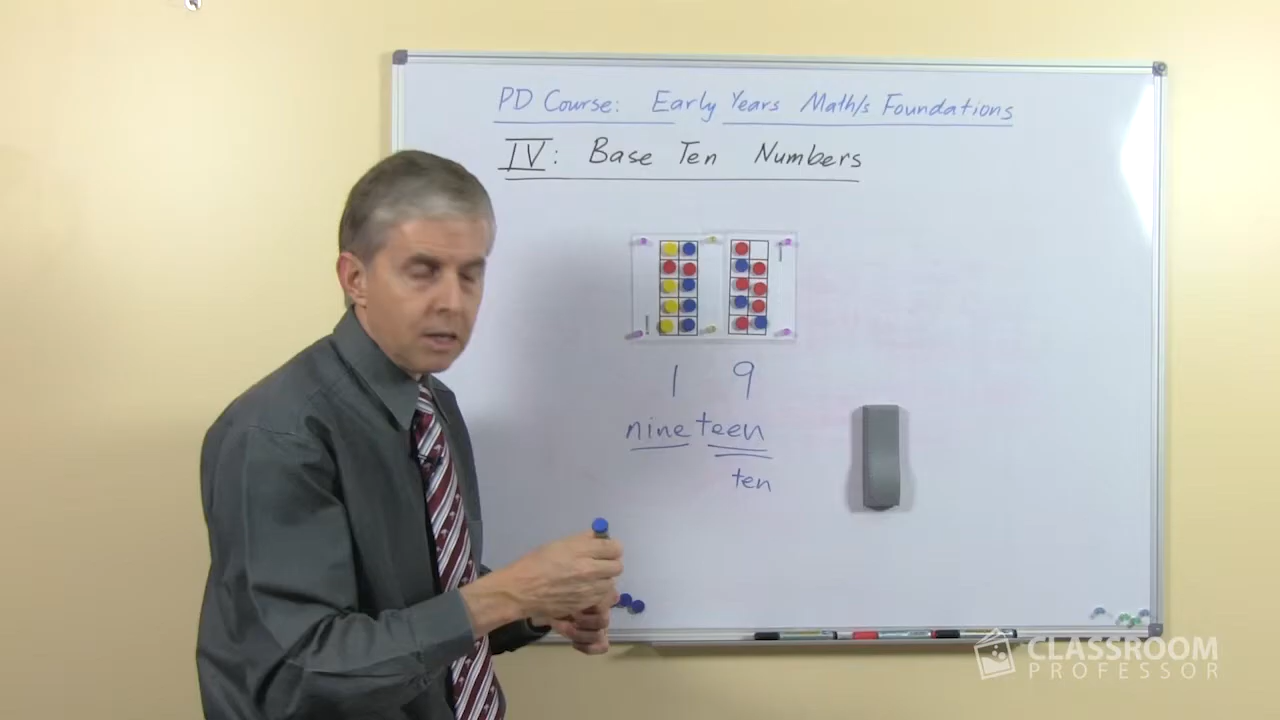 PD Course: Early Years Math/s Foundations
IV: Base Ten Numbers
1 9
nineteen
ten
CLASSROOM
PROFESSOR